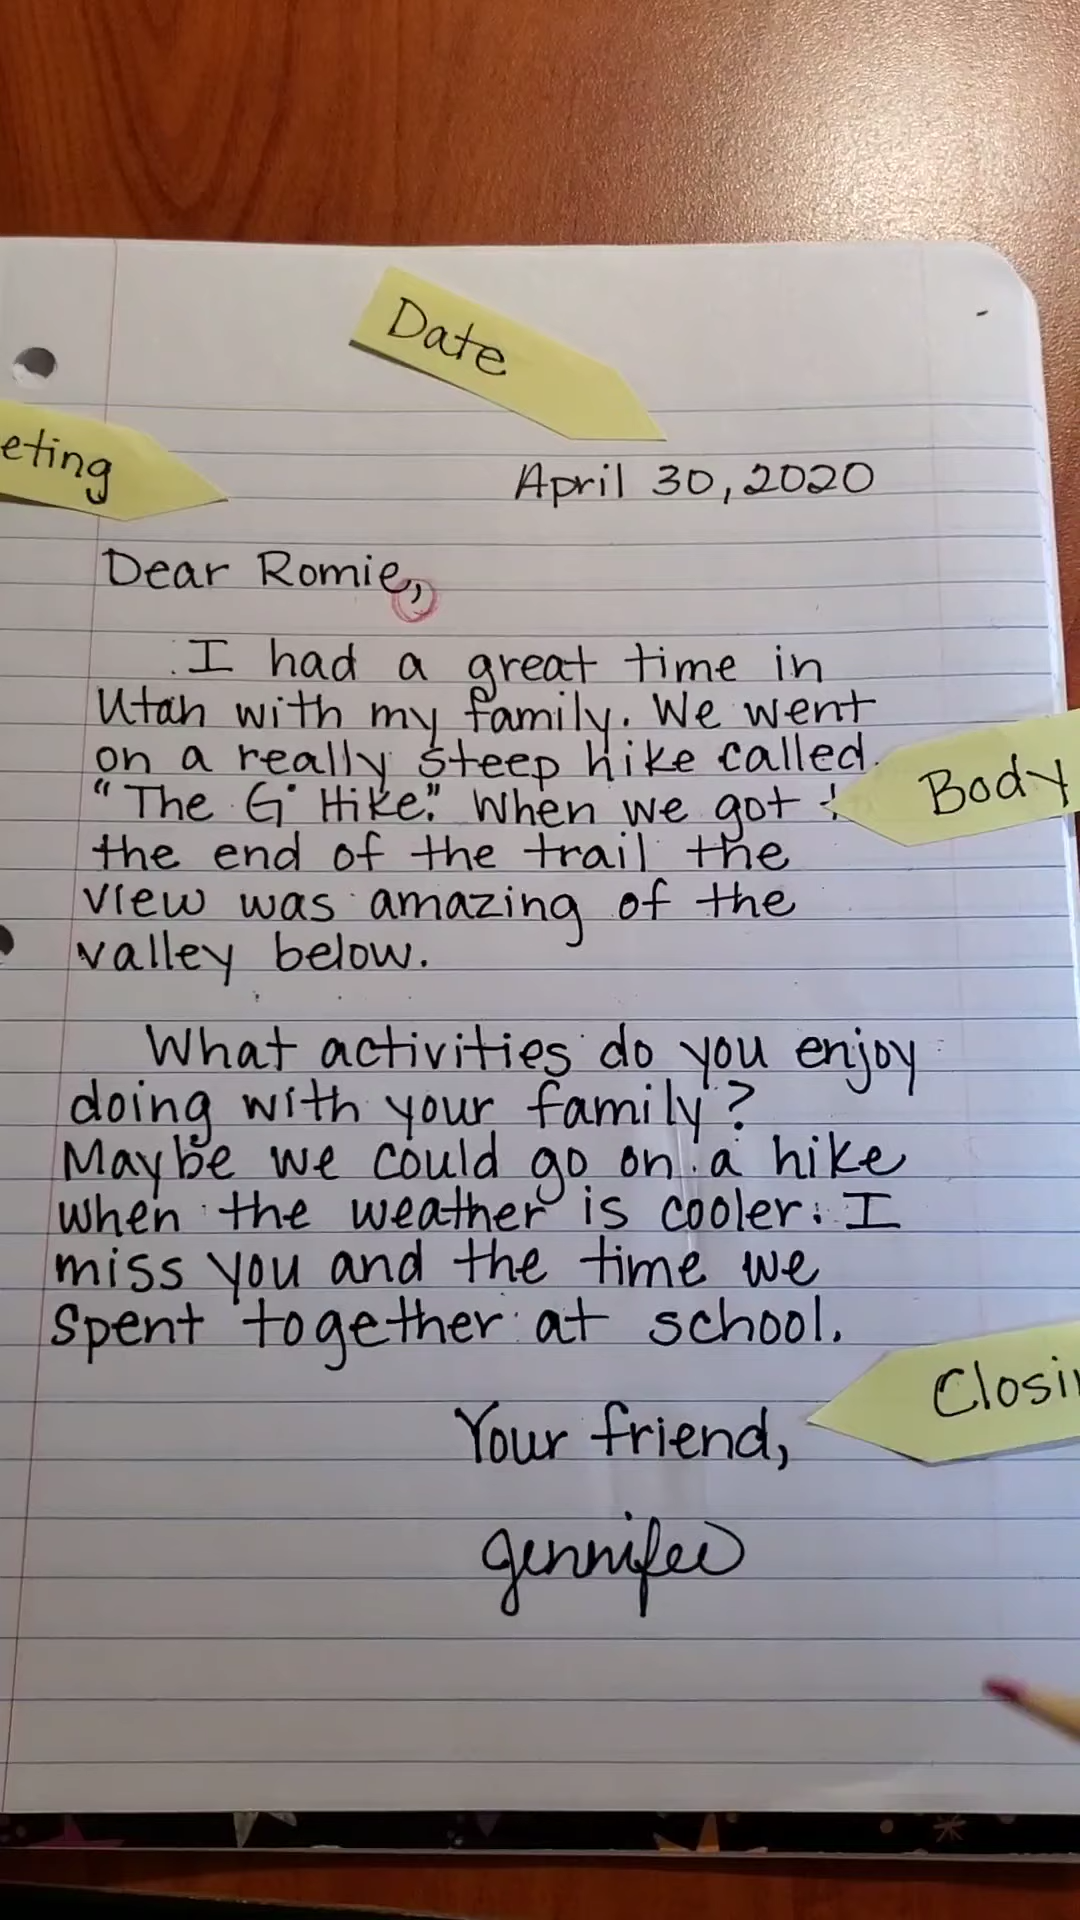 Date
eting
April 30, 2020
Dear Romie,
I had a great time in
Utah with my family. We went
on a really steep hike called
"The G Hike." When we got
the end of the trail the
view was amazing of the
valley below.
Body
What activities do you enjoy
doing with your family?
Maybe we could go on a hike
when the weather is cooler. I
miss you and the time we
spent together at school.
Closi
Your friend,
Jennifer